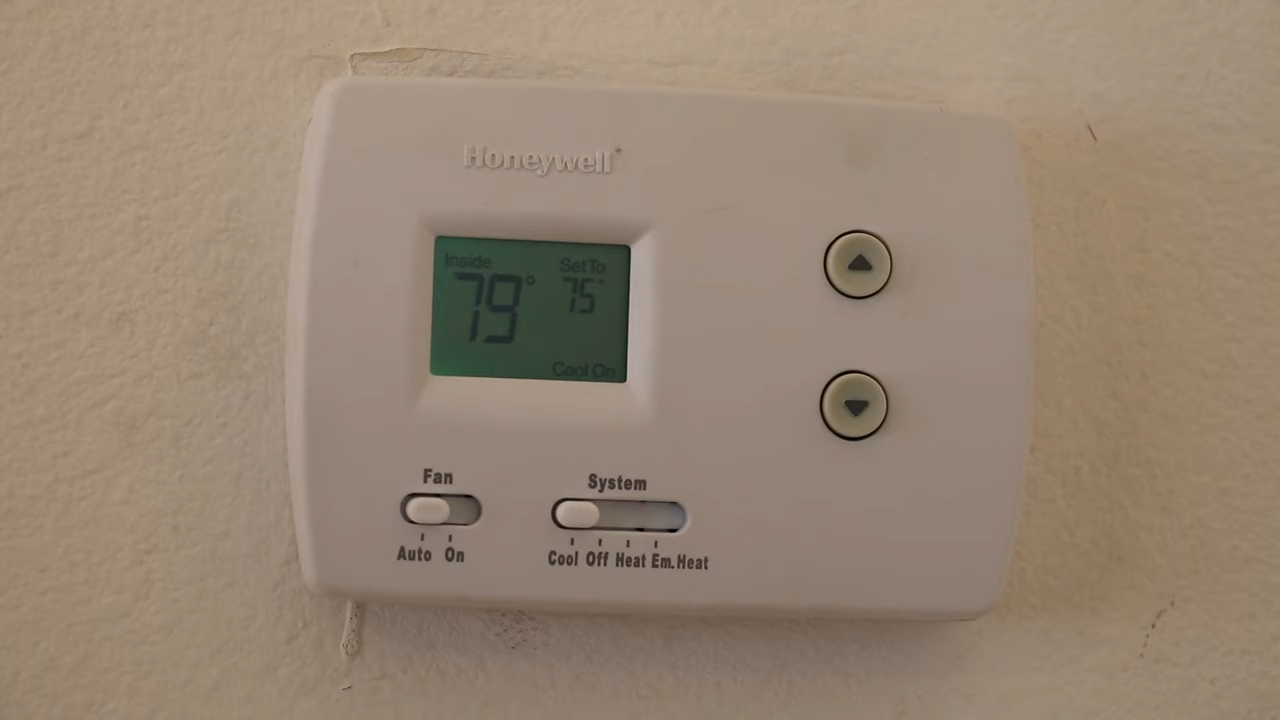 Honeywell
Inside
Set To
79°
75°
Cool On
Fan
System
Auto On
Cool Off Heat Em.Heat